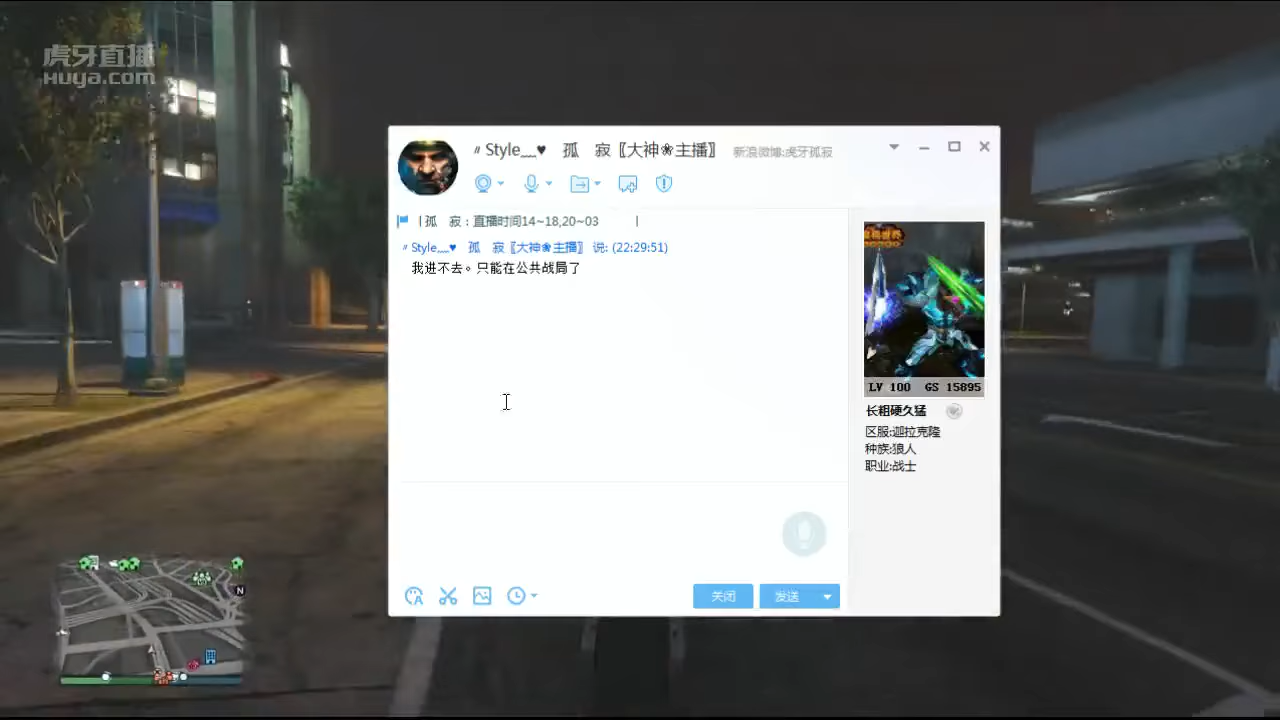 虎牙直播
HUYA.com
〃Style﹏♥ 孤 寂〖大神❀主播〗 新浪微博:虎牙孤寂
| 孤 寂：直播时间14~18,20~03 |
〃Style﹏♥ 孤 寂〖大神❀主播〗 说: (22:29:51)
我进不去。只能在公共战局了
LV 100 GS 15895
长粗硬久猛
区服:迦拉克隆
种族:狼人
职业:战士
关闭 发送
N